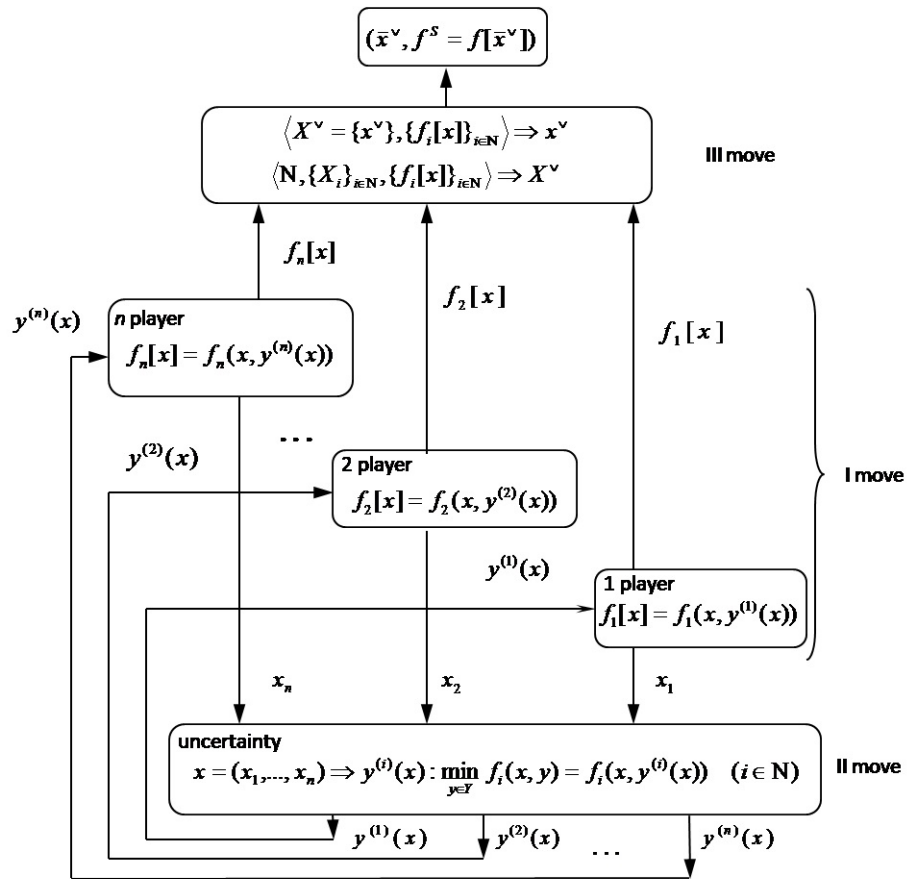 (x̄^∨, f^S = f[x̄^∨])
⟨X^∨ = {x^∨}, {f_i[x]}_{i∈N}⟩ ⇒ x^∨
⟨N, {X_i}_{i∈N}, {f_i[x]}_{i∈N}⟩ ⇒ X^∨
III move
f_n[x]
f_2[x]
f_1[x]
y^{(n)}(x)
n player
f_n[x] = f_n(x, y^{(n)}(x))
...
y^{(2)}(x)
2 player
f_2[x] = f_2(x, y^{(2)}(x))
I move
y^{(1)}(x)
1 player
f_1[x] = f_1(x, y^{(1)}(x))
x_n
x_2
x_1
uncertainty
x = (x_1,..., x_n) ⇒ y^{(i)}(x) : min_{y∈Y} f_i(x, y) = f_i(x, y^{(i)}(x)) (i ∈ N)
II move
y^{(1)}(x) y^{(2)}(x) ... y^{(n)}(x)